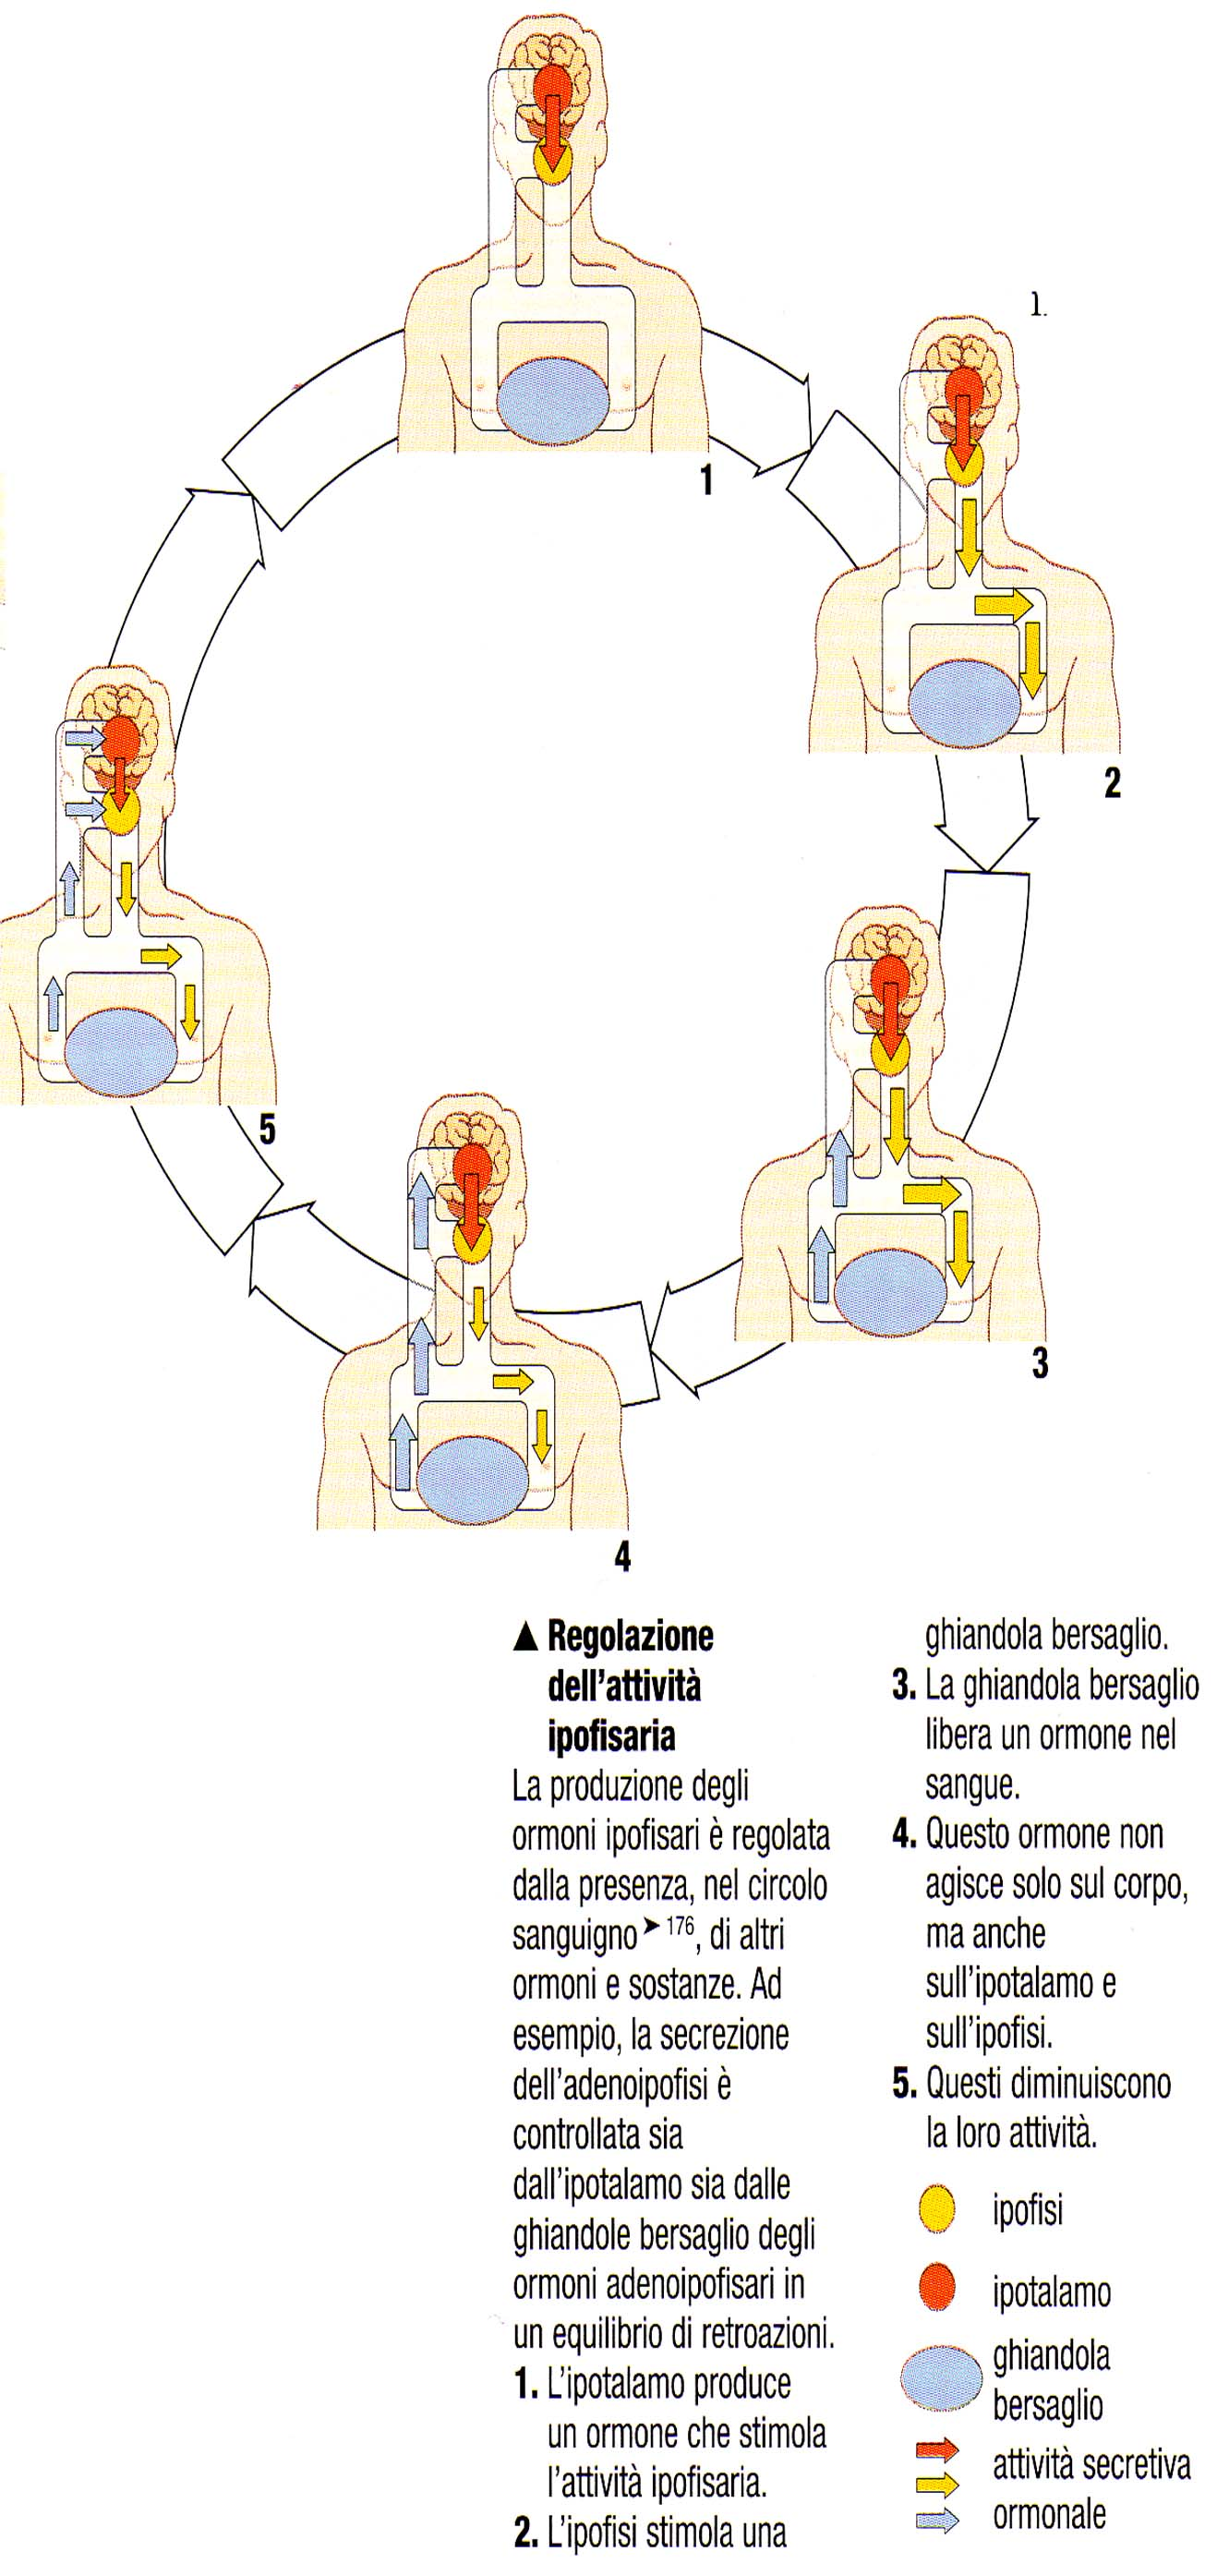 1.
1
2
3
4
5
▲ Regolazione
dell'attività
ipofisaria
La produzione degli
ormoni ipofisari è regolata
dalla presenza, nel circolo
sanguigno➤176, di altri
ormoni e sostanze. Ad
esempio, la secrezione
dell'adenoipofisi è
controllata sia
dall'ipotalamo sia dalle
ghiandole bersaglio degli
ormoni adenoipofisari in
un equilibrio di retroazioni.
1. L'ipotalamo produce
un ormone che stimola
l'attività ipofisaria.
2. L'ipofisi stimola una
ghiandola bersaglio.
3. La ghiandola bersaglio
libera un ormone nel
sangue.
4. Questo ormone non
agisce solo sul corpo,
ma anche
sull'ipotalamo e
sull'ipofisi.
5. Questi diminuiscono
la loro attività.
ipofisi
ipotalamo
ghiandola
bersaglio
attività secretiva
ormonale